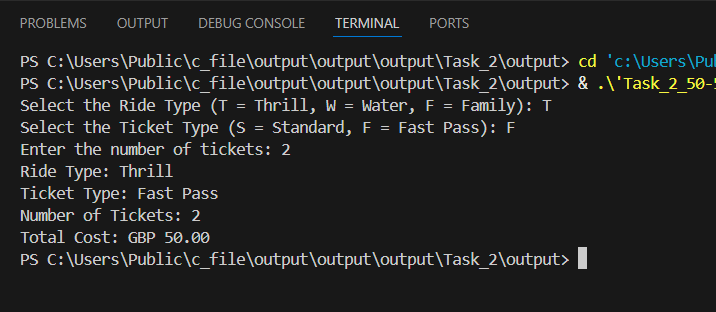 PROBLEMS OUTPUT DEBUG CONSOLE TERMINAL PORTS
PS C:\Users\Public\c_file\output\output\output\Task_2\output> cd 'c:\Users\Pub
PS C:\Users\Public\c_file\output\output\output\Task_2\output> & .\'Task_2_50-5
Select the Ride Type (T = Thrill, W = Water, F = Family): T
Select the Ticket Type (S = Standard, F = Fast Pass): F
Enter the number of tickets: 2
Ride Type: Thrill
Ticket Type: Fast Pass
Number of Tickets: 2
Total Cost: GBP 50.00
PS C:\Users\Public\c_file\output\output\output\Task_2\output>